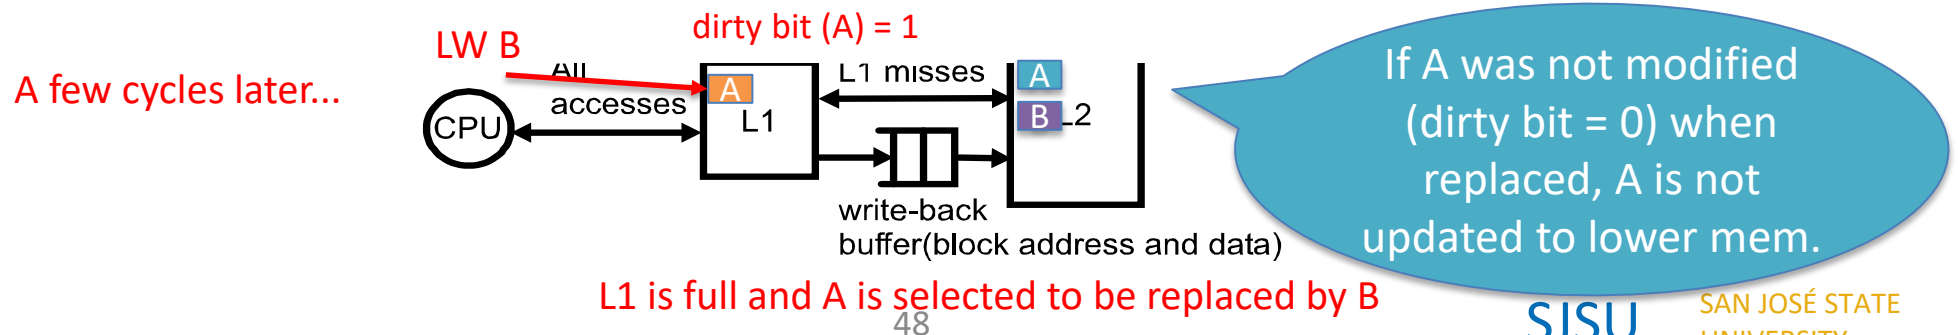 dirty bit (A) = 1
LW B
A few cycles later...
All
accesses
CPU
A
L1
L1 misses
A
B
L2
write-back
buffer(block address and data)
If A was not modified
(dirty bit = 0) when
replaced, A is not
updated to lower mem.
L1 is full and A is selected to be replaced by B
48
SJSU
SAN JOSÉ STATE
UNIVERSITY